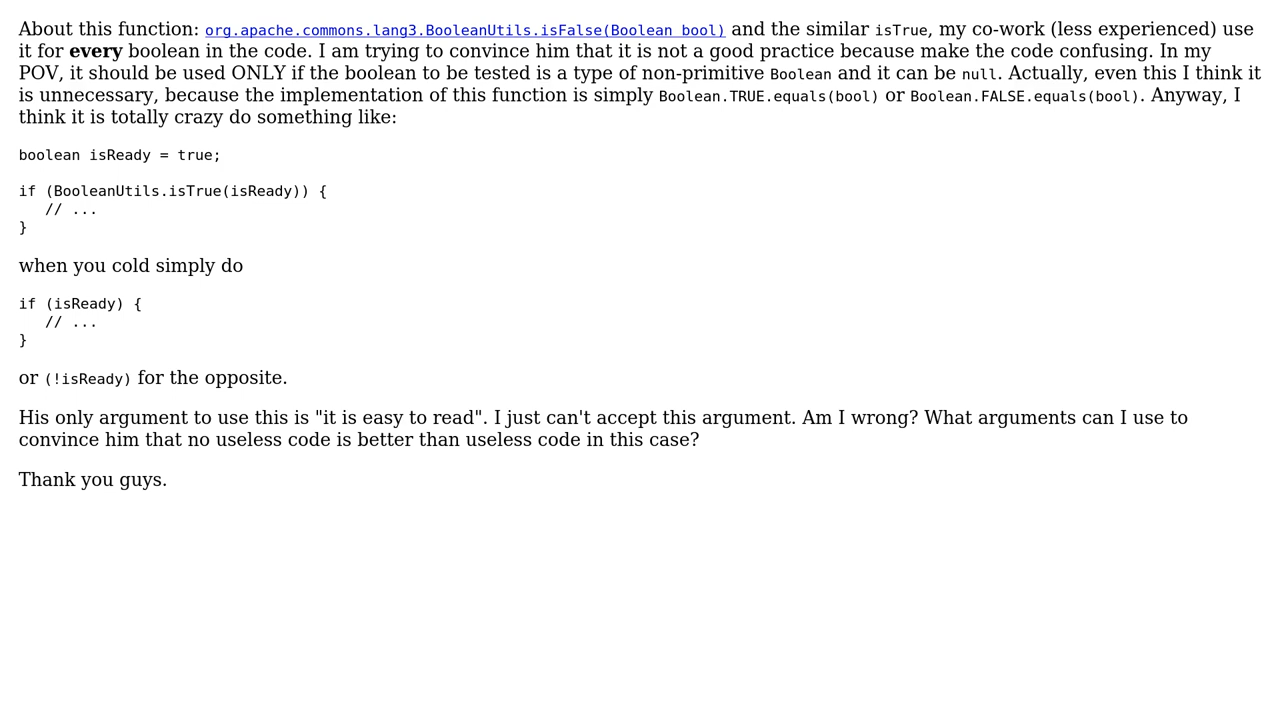 About this function: org.apache.commons.lang3.BooleanUtils.isFalse(Boolean bool) and the similar isTrue, my co-work (less experienced) use
it for every boolean in the code. I am trying to convince him that it is not a good practice because make the code confusing. In my
POV, it should be used ONLY if the boolean to be tested is a type of non-primitive Boolean and it can be null. Actually, even this I think it
is unnecessary, because the implementation of this function is simply Boolean.TRUE.equals(bool) or Boolean.FALSE.equals(bool). Anyway, I
think it is totally crazy do something like:
boolean isReady = true;
if (BooleanUtils.isTrue(isReady)) {
   // ...
}
when you cold simply do
if (isReady) {
   // ...
}
or (!isReady) for the opposite.
His only argument to use this is "it is easy to read". I just can't accept this argument. Am I wrong? What arguments can I use to
convince him that no useless code is better than useless code in this case?
Thank you guys.